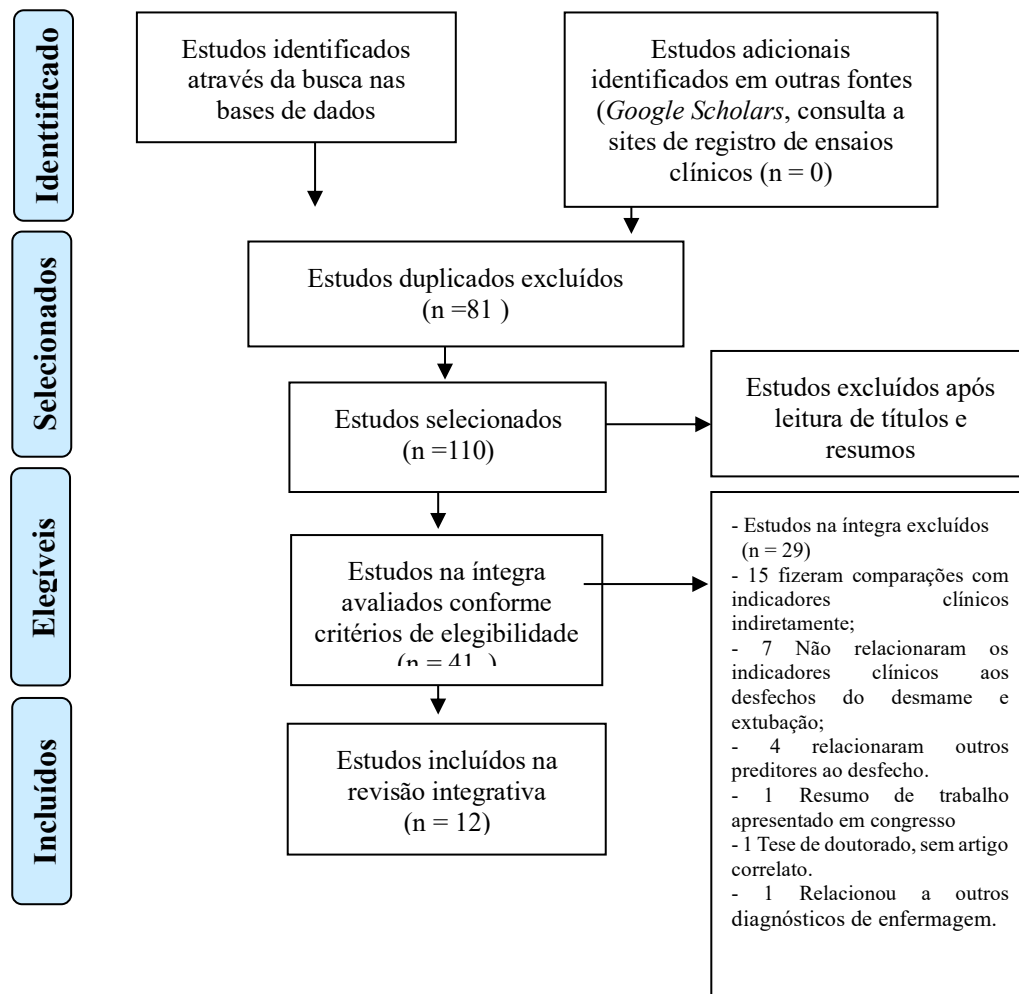 Identtificado
Estudos identificados
através da busca nas
bases de dados
Estudos adicionais
identificados em outras fontes
(Google Scholars, consulta a
sites de registro de ensaios
clínicos (n = 0)
Selecionados
Estudos duplicados excluídos
(n =81 )
Estudos selecionados
(n =110)
Estudos excluídos após
leitura de títulos e
resumos
Elegíveis
Estudos na íntegra
avaliados conforme
critérios de elegibilidade
(n = 41 )
- Estudos na íntegra excluídos
(n = 29)
- 15 fizeram comparações com
indicadores clínicos
indiretamente;
- 7 Não relacionaram os
indicadores clínicos aos
desfechos do desmame e
extubação;
- 4 relacionaram outros
preditores ao desfecho.
- 1 Resumo de trabalho
apresentado em congresso
- 1 Tese de doutorado, sem artigo
correlato.
- 1 Relacionou a outros
diagnósticos de enfermagem.
Incluídos
Estudos incluídos na
revisão integrativa
(n = 12)